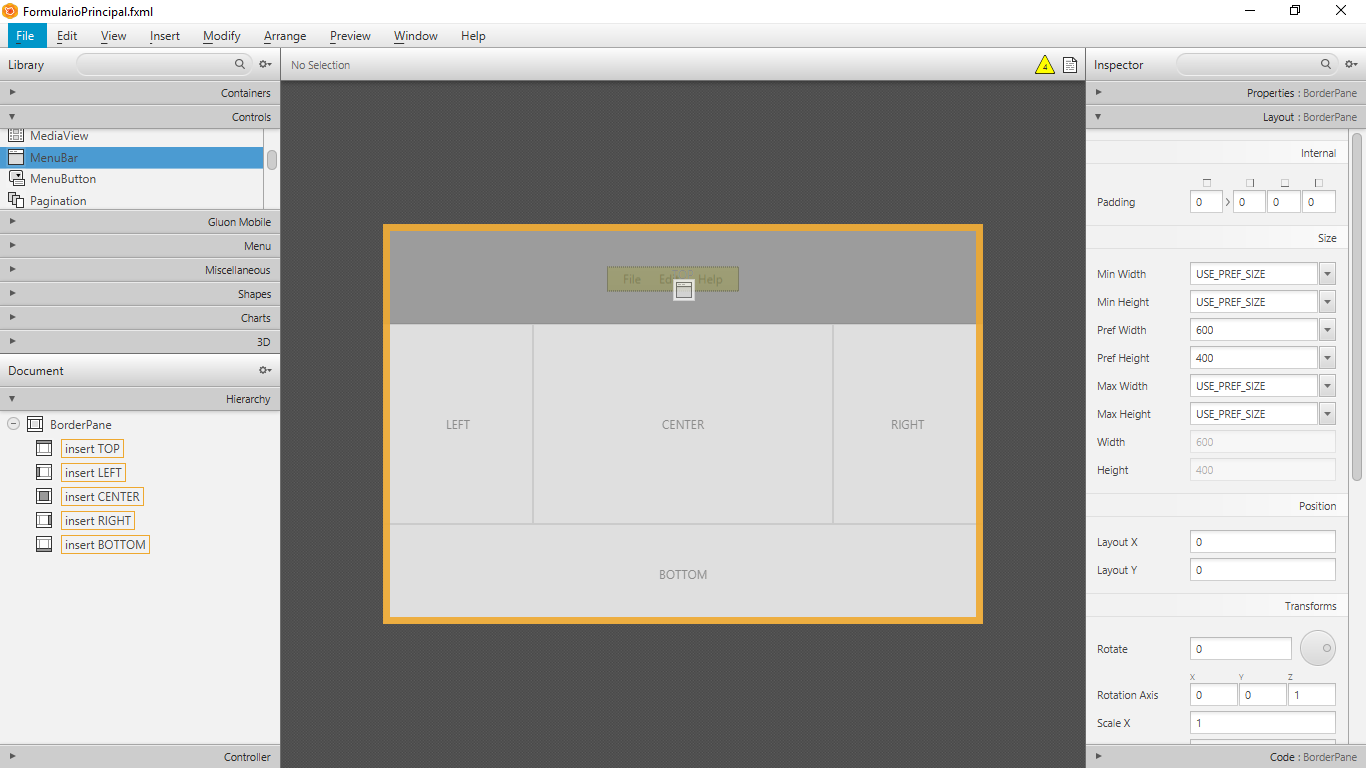 FormularioPrincipal.fxml
File Edit View Insert Modify Arrange Preview Window Help
Library
No Selection
4
Inspector
Containers
Controls
MediaView
MenuBar
MenuButton
Pagination
Gluon Mobile
Menu
Miscellaneous
Shapes
Charts
3D
Document
Hierarchy
BorderPane
insert TOP
insert LEFT
insert CENTER
insert RIGHT
insert BOTTOM
Controller
File Edit Help
LEFT CENTER RIGHT
BOTTOM
Properties : BorderPane
Layout : BorderPane
Internal
Padding 0 0 0 0
Size
Min Width USE_PREF_SIZE
Min Height USE_PREF_SIZE
Pref Width 600
Pref Height 400
Max Width USE_PREF_SIZE
Max Height USE_PREF_SIZE
Width 600
Height 400
Position
Layout X 0
Layout Y 0
Transforms
Rotate 0
X Y Z
Rotation Axis 0 0 1
Scale X 1
Code : BorderPane